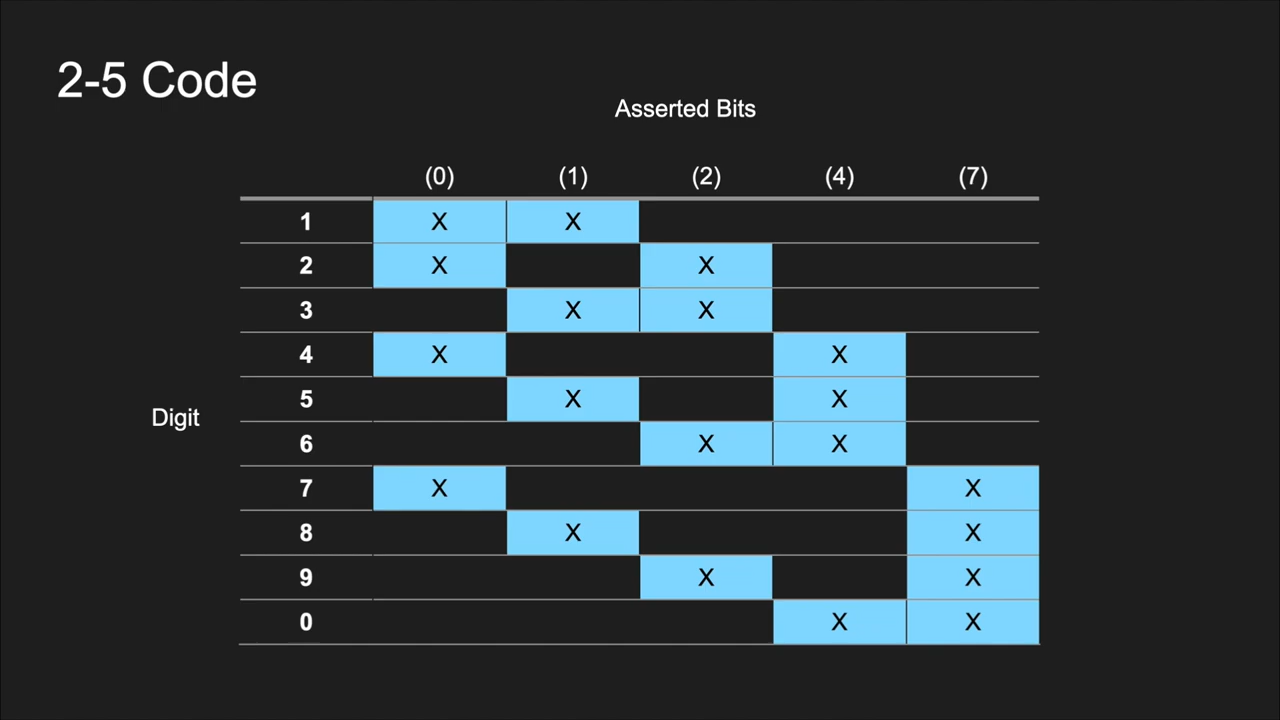 2-5 Code
Asserted Bits
(0) (1) (2) (4) (7)
1 X X
2 X X
3 X X
4 X X
5 X X
Digit
6 X X
7 X X
8 X X
9 X X
0 X X